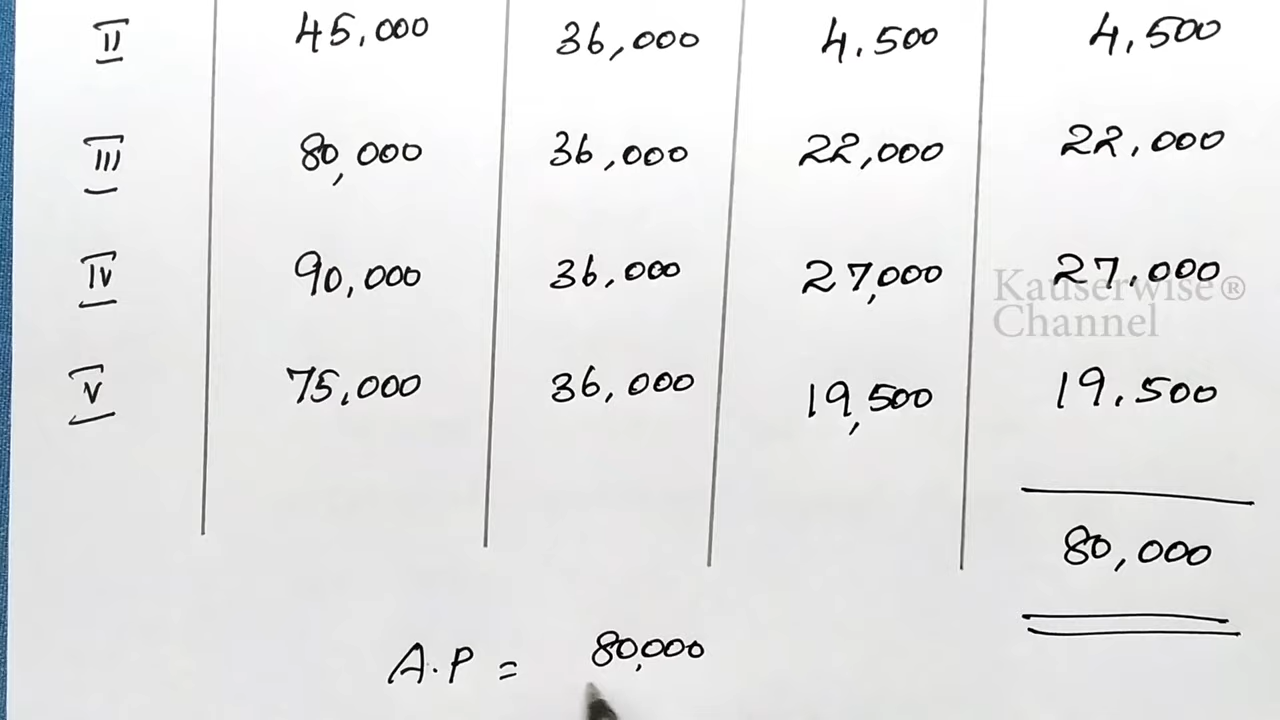 II 45,000 36,000 4.500 4,500
III 80,000 36,000 22,000 22,000
IV 90,000 36,000 27,000 27,000
V 75,000 36,000 19,500 19,500
Kauserwise®
Channel
80,000
A.P = 80,000